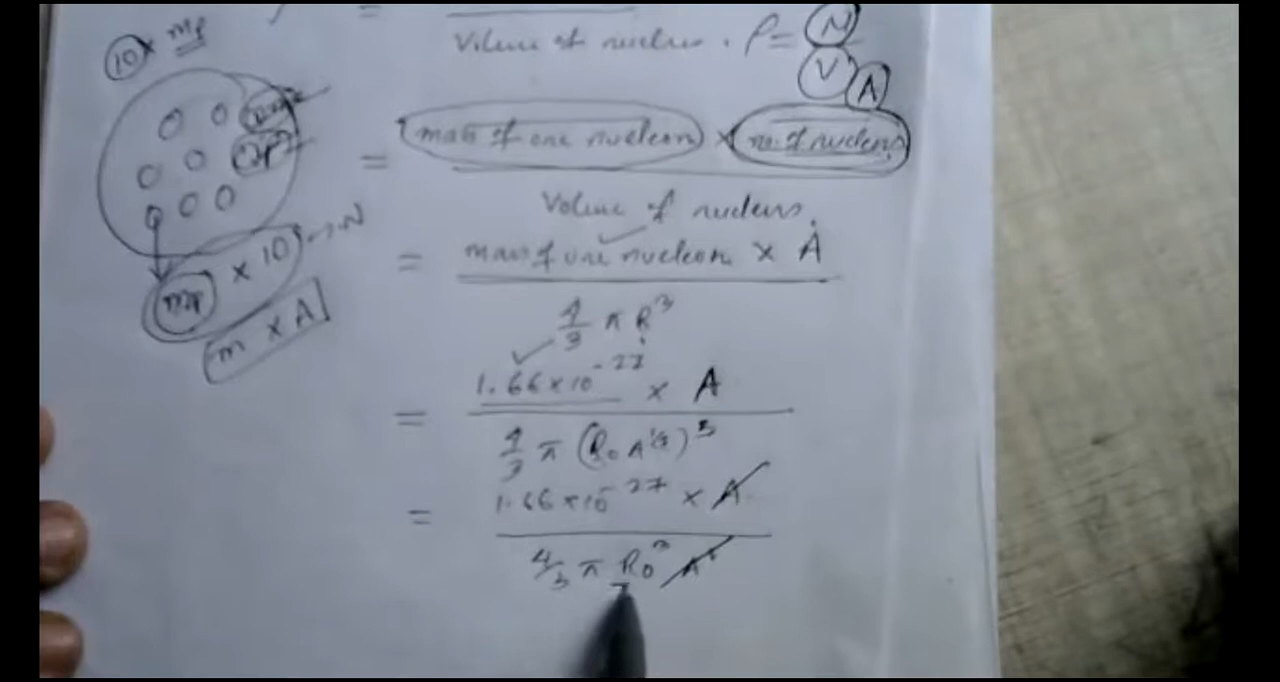 10 × mp
=
Volume of nucleus. ρ = M
V A
= mass of one nucleon × no. of nucleons
Volume of nucleus.
= mass of one nucleon × A
4/3 π R³
= 1.66×10⁻²⁷ × A
4/3 π (R₀ A^1/3)³
= 1.66×10⁻²⁷ × A
4/3 π R₀³ A
× 10 → N
m × A